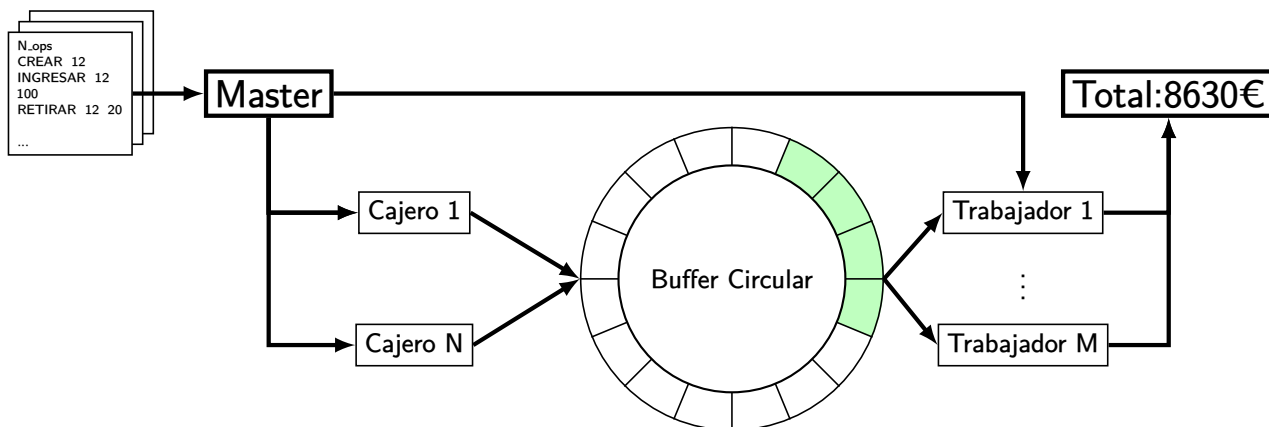 N_ops
CREAR 12
INGRESAR 12
100
RETIRAR 12 20
...
Master
Total:8630€
Cajero 1
Trabajador 1
Buffer Circular
⋮
Cajero N
Trabajador M